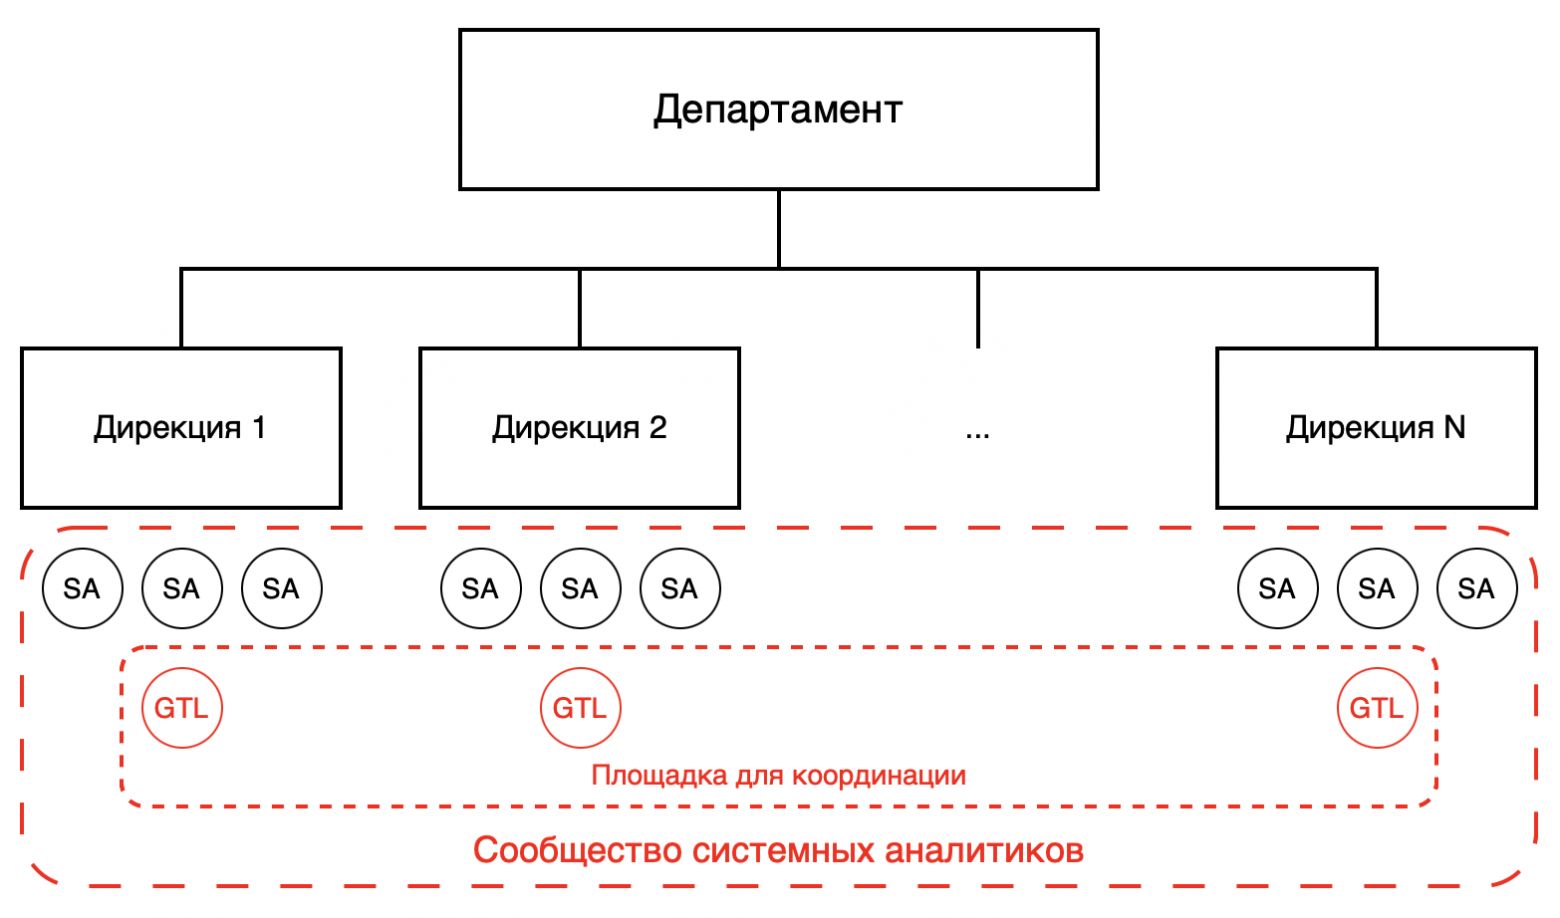 Департамент
Дирекция 1
Дирекция 2
...
Дирекция N
SA SA SA SA SA SA SA SA SA
GTL GTL GTL
Площадка для координации
Сообщество системных аналитиков